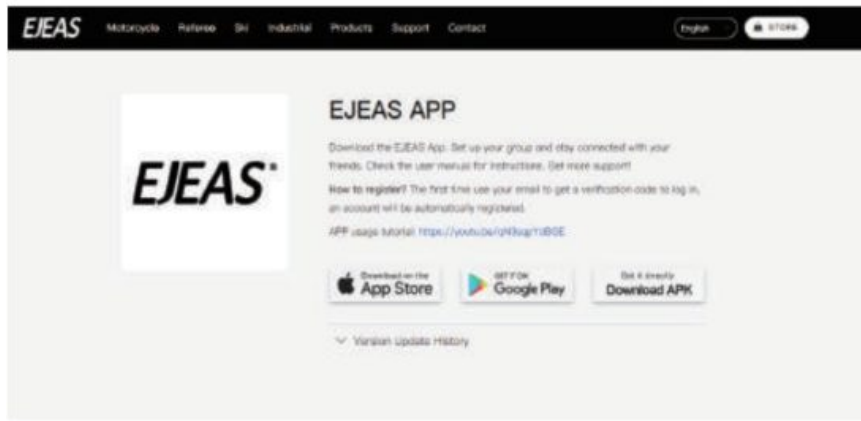 EJEAS Motorcycle Referee Ski Industrial Products Support Contact English STORE
EJEAS APP
Download the EJEAS App. Set up your group and stay connected with your
friends. Check the user manual for instructions. Get more support!
How to register? The first time use your email to get a verification code to log in,
an account will be automatically registered.
APP usage tutorial:
EJEAS®
Download on the
App Store
GET IT ON
Google Play
Get it directly
Download APK
Version Update History